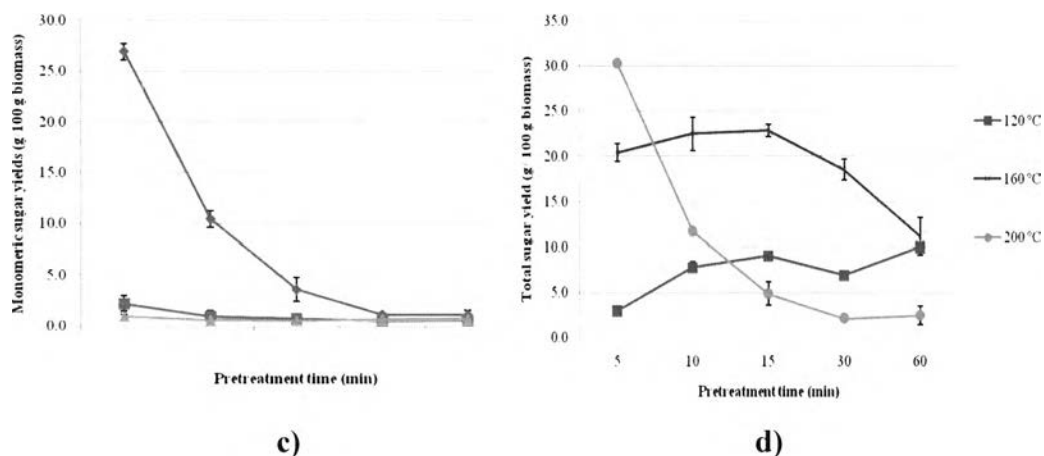 Monomeric sugar yields (g 100 g biomass)
30.0
25.0
20.0
15.0
10.0
5.0
0.0
Pretreatment time (min)
c)
Total sugar yield (g 100 g biomass)
35.0
30.0
25.0
20.0
15.0
10.0
5.0
0.0
5 10 15 30 60
Pretreatment time (min)
120 °C
160 °C
200 °C
d)